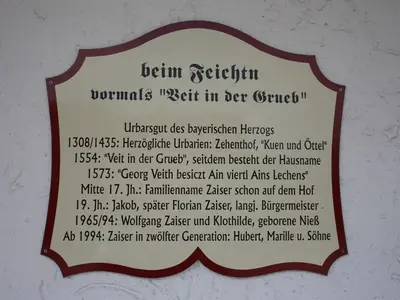 beim Feichtn
vormals "Veit in der Grueb"
Urbarsgut des bayerischen Herzogs
1308/1435: Herzögliche Urbarien: Zehenthof, "Kuen und Öttel"
1554: "Veit in der Grueb", seitdem besteht der Hausname
1573: "Georg Veith besiczt Ain viertl Ains Lechens"
Mitte 17. Jh.: Familienname Zaiser schon auf dem Hof
19. Jh.: Jakob, später Florian Zaiser, langj. Bürgermeister
1965/94: Wolfgang Zaiser und Klothilde, geborene Nieß
Ab 1994: Zaiser in zwölfter Generation: Hubert, Marille u. Söhne